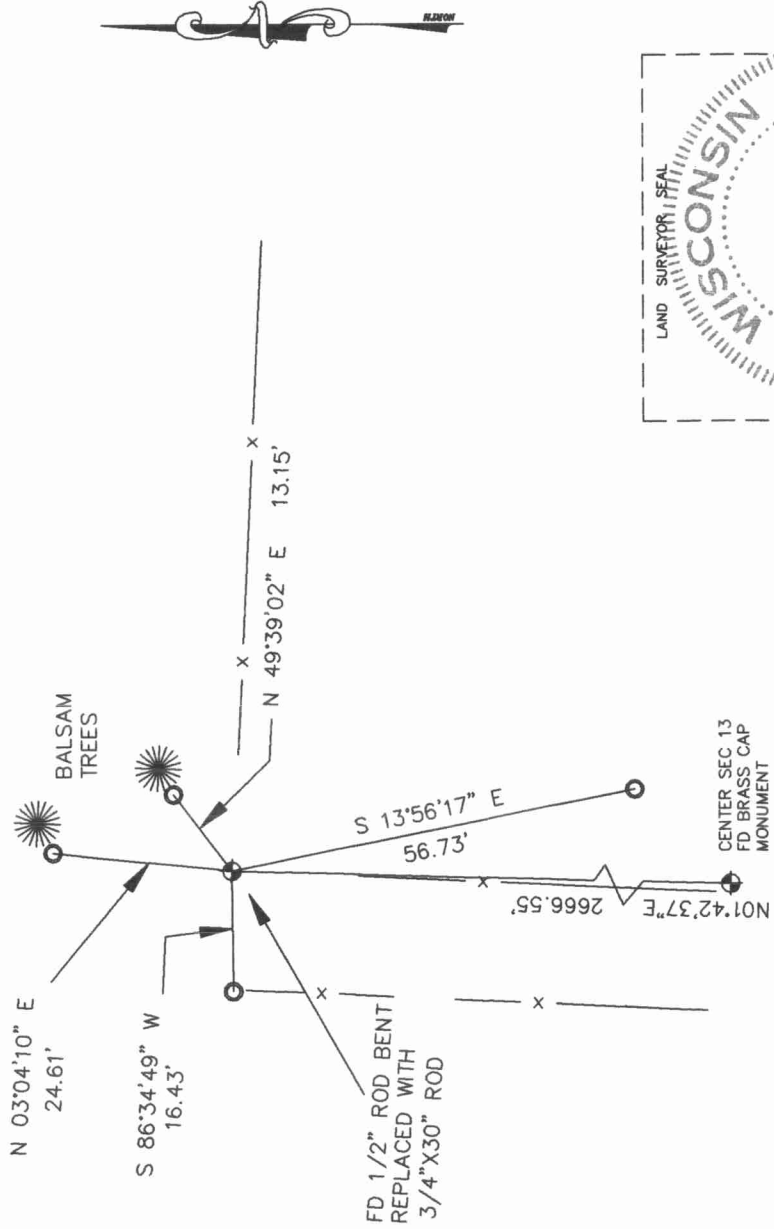 NORTH
N 03°04'10" E
24.61'
BALSAM
TREES
S 86°34'49" W
16.43'
N 49°39'02" E 13.15'
x
x
FD 1/2" ROD BENT
REPLACED WITH
3/4"X30" ROD
S 13°56'17" E
56.73'
x
x
x
N01°42'37"E 2666.55'
CENTER SEC 13
FD BRASS CAP
MONUMENT
LAND SURVEYOR SEAL
WISCONSIN